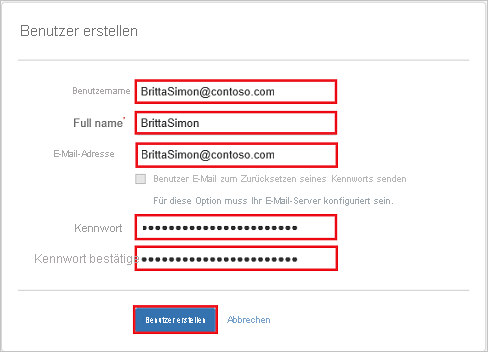 Benutzer erstellen
Benutzername BrittaSimon@contoso.com
Full name* BrittaSimon
E-Mail-Adresse BrittaSimon@contoso.com
Benutzer E-Mail zum Zurücksetzen seines Kennworts senden
Für diese Option muss Ihr E-Mail-Server konfiguriert sein.
Kennwort ●●●●●●●●●●●●●●●●●●●●●●●●
Kennwort bestätige ●●●●●●●●●●●●●●●●●●●●●●●●
Benutzer erstellen Abbrechen